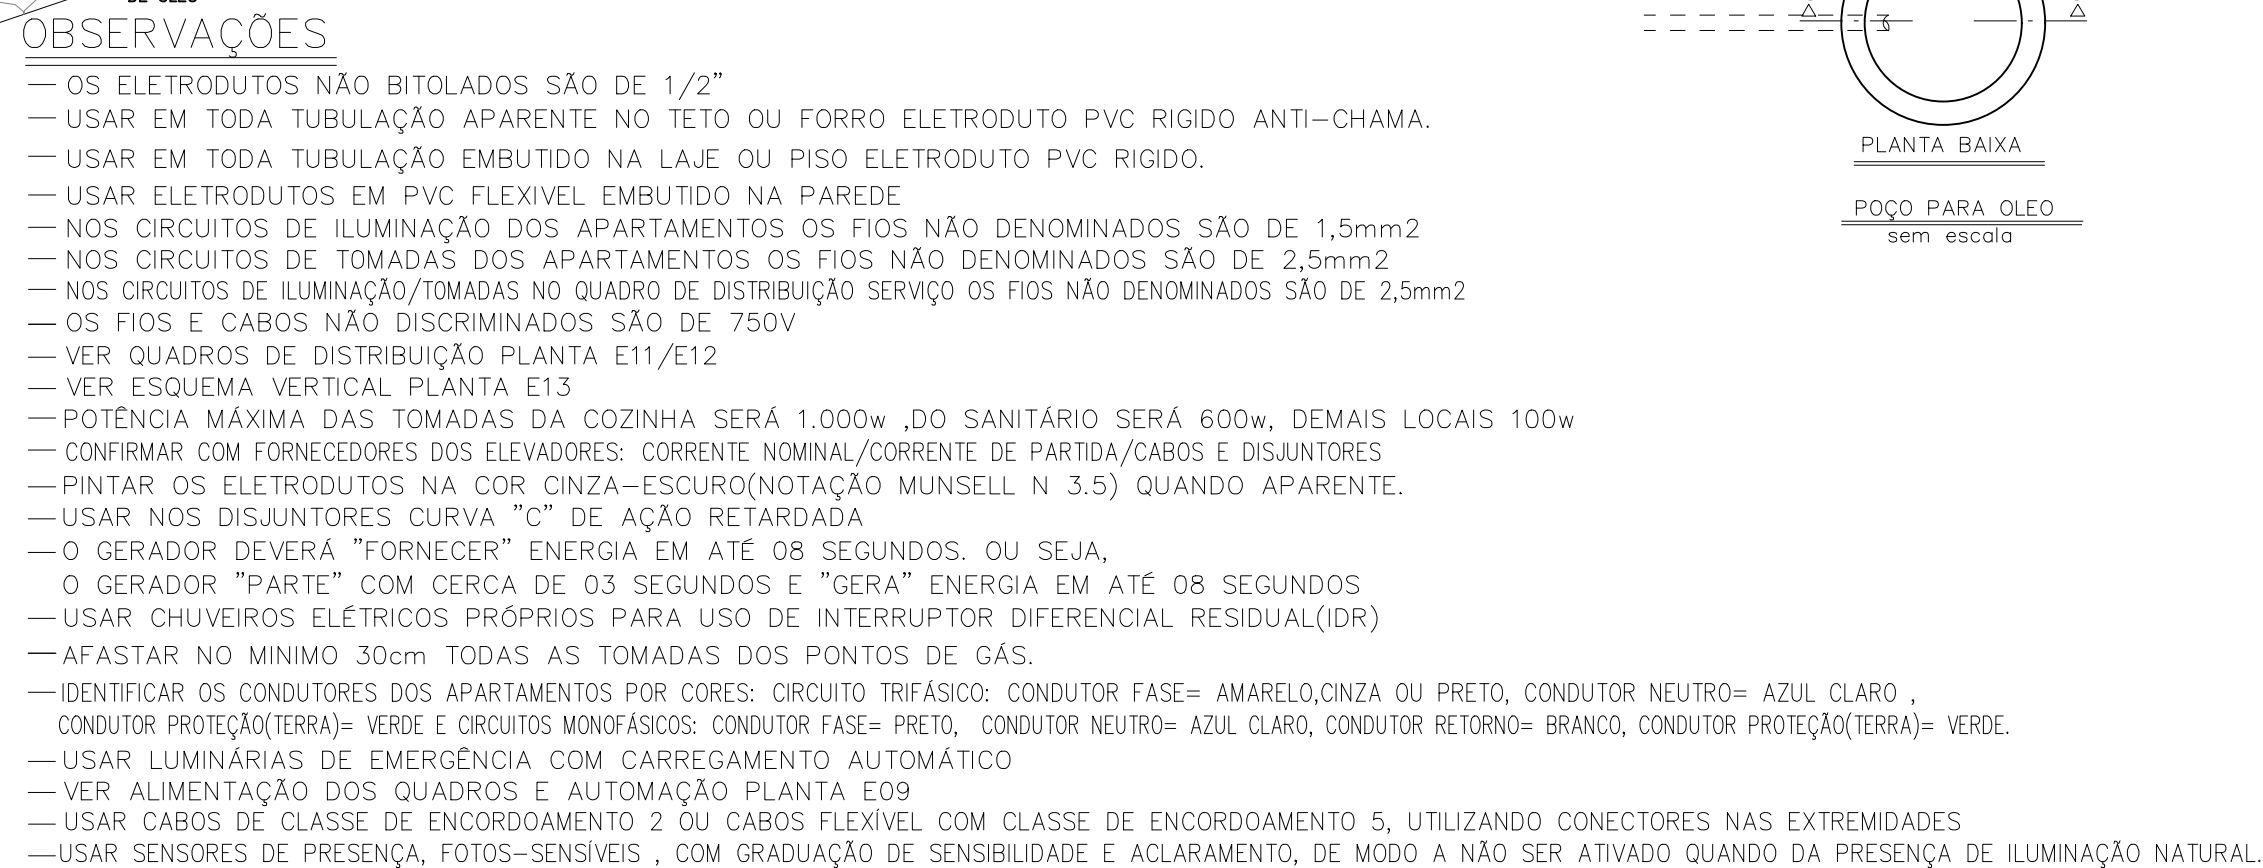 DE OLEO
OBSERVAÇÕES
— OS ELETRODUTOS NÃO BITOLADOS SÃO DE 1/2”
— USAR EM TODA TUBULAÇÃO APARENTE NO TETO OU FORRO ELETRODUTO PVC RIGIDO ANTI-CHAMA.
— USAR EM TODA TUBULAÇÃO EMBUTIDO NA LAJE OU PISO ELETRODUTO PVC RIGIDO.
— USAR ELETRODUTOS EM PVC FLEXIVEL EMBUTIDO NA PAREDE
— NOS CIRCUITOS DE ILUMINAÇÃO DOS APARTAMENTOS OS FIOS NÃO DENOMINADOS SÃO DE 1,5mm2
— NOS CIRCUITOS DE TOMADAS DOS APARTAMENTOS OS FIOS NÃO DENOMINADOS SÃO DE 2,5mm2
— NOS CIRCUITOS DE ILUMINAÇÃO/TOMADAS NO QUADRO DE DISTRIBUIÇÃO SERVIÇO OS FIOS NÃO DENOMINADOS SÃO DE 2,5mm2
— OS FIOS E CABOS NÃO DISCRIMINADOS SÃO DE 750V
— VER QUADROS DE DISTRIBUIÇÃO PLANTA E11/E12
— VER ESQUEMA VERTICAL PLANTA E13
— POTÊNCIA MÁXIMA DAS TOMADAS DA COZINHA SERÁ 1.000w ,DO SANITÁRIO SERÁ 600w, DEMAIS LOCAIS 100w
— CONFIRMAR COM FORNECEDORES DOS ELEVADORES: CORRENTE NOMINAL/CORRENTE DE PARTIDA/CABOS E DISJUNTORES
— PINTAR OS ELETRODUTOS NA COR CINZA-ESCURO(NOTAÇÃO MUNSELL N 3.5) QUANDO APARENTE.
— USAR NOS DISJUNTORES CURVA ”C” DE AÇÃO RETARDADA
— O GERADOR DEVERÁ ”FORNECER” ENERGIA EM ATÉ 08 SEGUNDOS. OU SEJA,
O GERADOR ”PARTE” COM CERCA DE 03 SEGUNDOS E ”GERA” ENERGIA EM ATÉ 08 SEGUNDOS
— USAR CHUVEIROS ELÉTRICOS PRÓPRIOS PARA USO DE INTERRUPTOR DIFERENCIAL RESIDUAL(IDR)
— AFASTAR NO MINIMO 30cm TODAS AS TOMADAS DOS PONTOS DE GÁS.
— IDENTIFICAR OS CONDUTORES DOS APARTAMENTOS POR CORES: CIRCUITO TRIFÁSICO: CONDUTOR FASE= AMARELO,CINZA OU PRETO, CONDUTOR NEUTRO= AZUL CLARO ,
CONDUTOR PROTEÇÃO(TERRA)= VERDE E CIRCUITOS MONOFÁSICOS: CONDUTOR FASE= PRETO, CONDUTOR NEUTRO= AZUL CLARO, CONDUTOR RETORNO= BRANCO, CONDUTOR PROTEÇÃO(TERRA)= VERDE.
— USAR LUMINÁRIAS DE EMERGÊNCIA COM CARREGAMENTO AUTOMÁTICO
— VER ALIMENTAÇÃO DOS QUADROS E AUTOMAÇÃO PLANTA E09
— USAR CABOS DE CLASSE DE ENCORDOAMENTO 2 OU CABOS FLEXÍVEL COM CLASSE DE ENCORDOAMENTO 5, UTILIZANDO CONECTORES NAS EXTREMIDADES
— USAR SENSORES DE PRESENÇA, FOTOS-SENSÍVEIS , COM GRADUAÇÃO DE SENSIBILIDADE E ACLARAMENTO, DE MODO A NÃO SER ATIVADO QUANDO DA PRESENÇA DE ILUMINAÇÃO NATURAL.
PLANTA BAIXA
POÇO PARA OLEO
sem escala